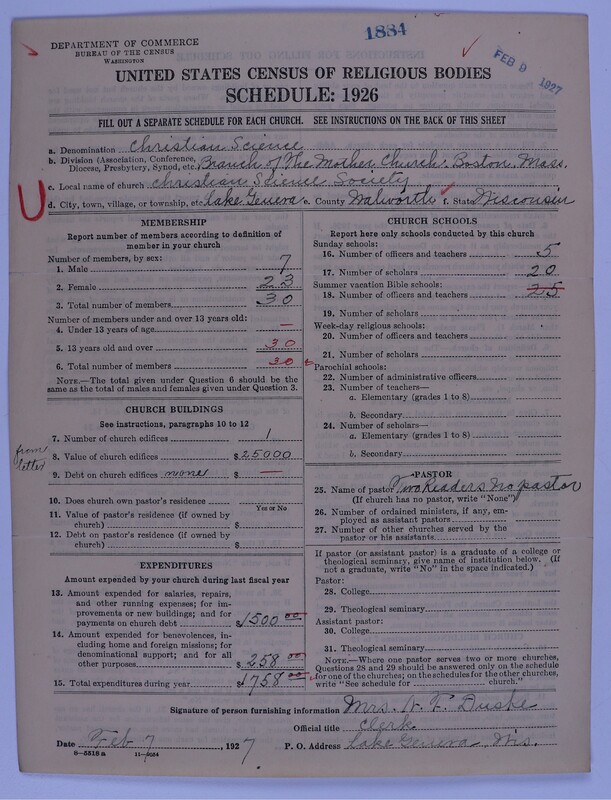 1884
DEPARTMENT OF COMMERCE
BUREAU OF THE CENSUS
WASHINGTON
FEB 9 1927
UNITED STATES CENSUS OF RELIGIOUS BODIES
SCHEDULE: 1926
FILL OUT A SEPARATE SCHEDULE FOR EACH CHURCH. SEE INSTRUCTIONS ON THE BACK OF THIS SHEET
a. Denomination Christian Science
b. Division (Association, Conference, Diocese, Presbytery, Synod, etc.) Branch of The Mother Church: Boston, Mass.
c. Local name of church Christian Science Society
d. City, town, village, or township, etc. Lake Geneva e. County Walworth f. State Wisconsin
U
MEMBERSHIP
Report number of members according to definition of member in your church
Number of members, by sex:
1. Male 7
2. Female 23
3. Total number of members 30
Number of members under and over 13 years old:
4. Under 13 years of age —
5. 13 years old and over 30
6. Total number of members 30
NOTE.—The total given under Question 6 should be the same as the total of males and females given under Question 3.
CHURCH BUILDINGS
See instructions, paragraphs 10 to 12
7. Number of church edifices 1
from letter
8. Value of church edifices $25000
9. Debt on church edifices none $ —
10. Does church own pastor's residence
Yes or No
11. Value of pastor's residence (if owned by church) $
12. Debt on pastor's residence (if owned by church) $
EXPENDITURES
Amount expended by your church during last fiscal year
13. Amount expended for salaries, repairs, and other running expenses; for improvements or new buildings; and for payments on church debt $1500 00
14. Amount expended for benevolences, including home and foreign missions; for denominational support; and for all other purposes $258 00
15. Total expenditures during year $1758 00
CHURCH SCHOOLS
Report here only schools conducted by this church
Sunday schools:
16. Number of officers and teachers 5
17. Number of scholars 20
Summer vacation Bible schools: 25
18. Number of officers and teachers
19. Number of scholars
Week-day religious schools:
20. Number of officers and teachers
21. Number of scholars
Parochial schools:
22. Number of administrative officers
23. Number of teachers—
a. Elementary (grades 1 to 8)
b. Secondary
24. Number of scholars—
a. Elementary (grades 1 to 8)
b. Secondary
PASTOR
25. Name of pastor Two Readers No pastor
(If church has no pastor, write "None")
26. Number of ordained ministers, if any, employed as assistant pastors
27. Number of other churches served by the pastor or his assistants
If pastor (or assistant pastor) is a graduate of a college or theological seminary, give name of institution below. (If not a graduate, write "No" in the space indicated.)
Pastor:
28. College
29. Theological seminary
Assistant pastor:
30. College
31. Theological seminary
NOTE.—Where one pastor serves two or more churches, Questions 28 and 29 should be answered only on the schedule for one of the churches; on the schedules for the other churches, write "See schedule for church."
Signature of person furnishing information Mrs.
Official title Clerk
Date Feb 7, 1927 P. O. Address Lake Geneva, Wis.